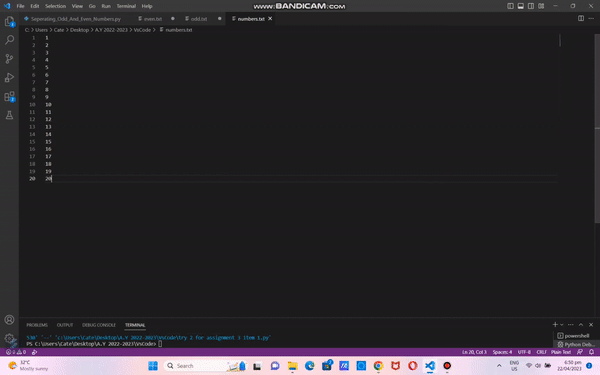 www.BANDICAM.com
File Edit Selection View Go Run Terminal Help
Seperating_Odd_And_Even_Numbers.py even.txt odd.txt numbers.txt
C: > Users > Cate > Desktop > A.Y 2022-2023 > VsCode > numbers.txt
1 1
2 2
3 3
4 4
5 5
6 6
7 7
8 8
9 9
10 10
11 11
12 12
13 13
14 14
15 15
16 16
17 17
18 18
19 19
20 20
PROBLEMS OUTPUT DEBUG CONSOLE TERMINAL
'--' 'c:\Users\Cate\Desktop\A.Y 2022-2023\VsCode\try 2 for assignment 3 item 1.py'
PS C:\Users\Cate\Desktop\A.Y 2022-2023\VsCode>
powershell
Python Deb...
0 0
Ln 20, Col 3 Spaces: 4 UTF-8 CRLF Plain Text
32°C
Mostly sunny
Search
ENG
US
6:50 pm
22/04/2023